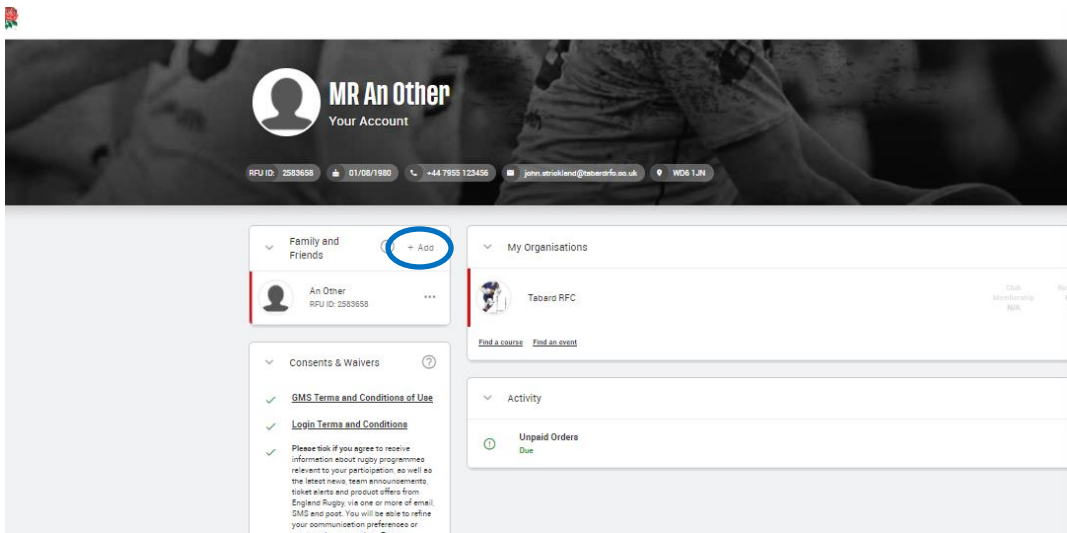 MR An Other
Your Account
RFU ID: 2583658 01/08/1980 +44 7955 123456 john.strickland@tabardrfc.co.uk WD6 1JN
Family and
Friends
+ Add
An Other
RFU ID: 2583658
Consents & Waivers
GMS Terms and Conditions of Use
Login Terms and Conditions
Please tick if you agree to receive
information about rugby programmes
relevant to your participation, as well as
the latest news, team announcements,
ticket alerts and product offers from
England Rugby, via one or more of email,
SMS and post. You will be able to refine
your communication preferences or
My Organisations
Tabard RFC
Club
Membership
N/A
Find a course Find an event
Activity
Unpaid Orders
Due